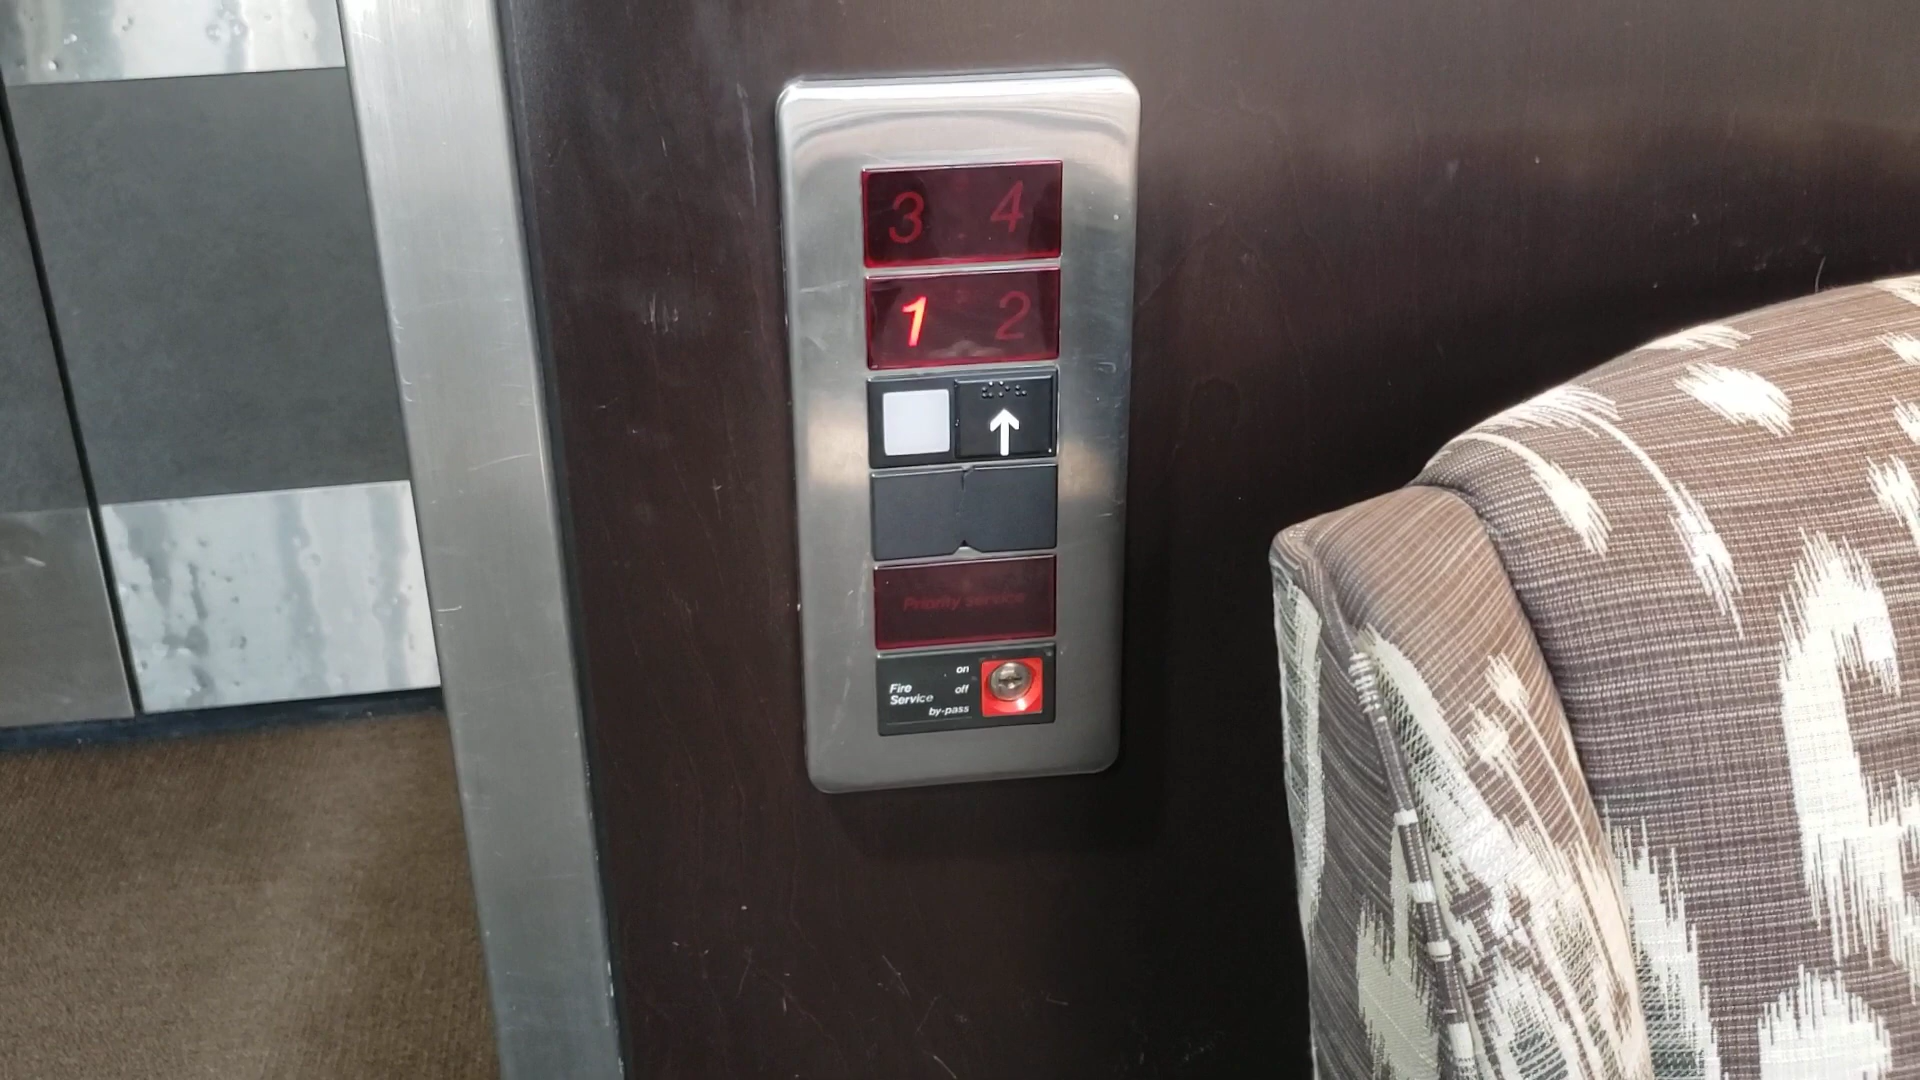 3 4
1 2
Priority service
on
Fire
Service
off
by-pass